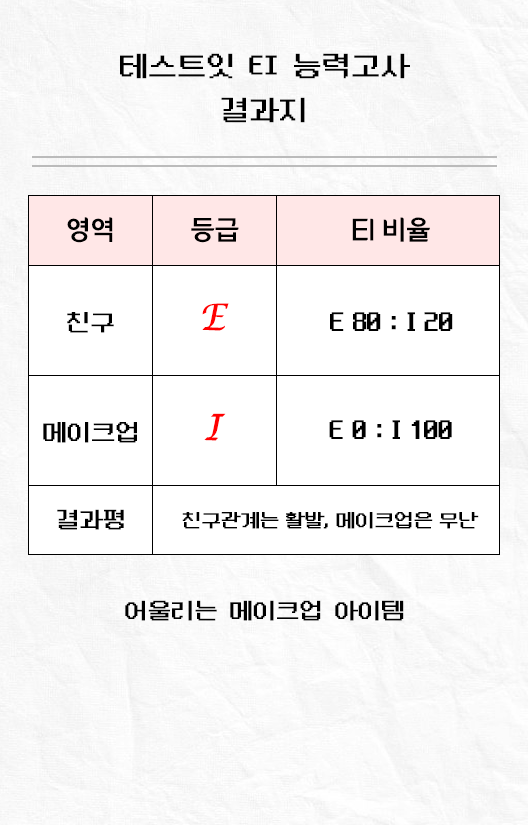 테스트잇 EI 능력고사
결과지
영역 등급 EI 비율
친구 E E 80 : I 20
메이크업 I E 0 : I 100
결과평 친구관계는 활발, 메이크업은 무난
어울리는 메이크업 아이템